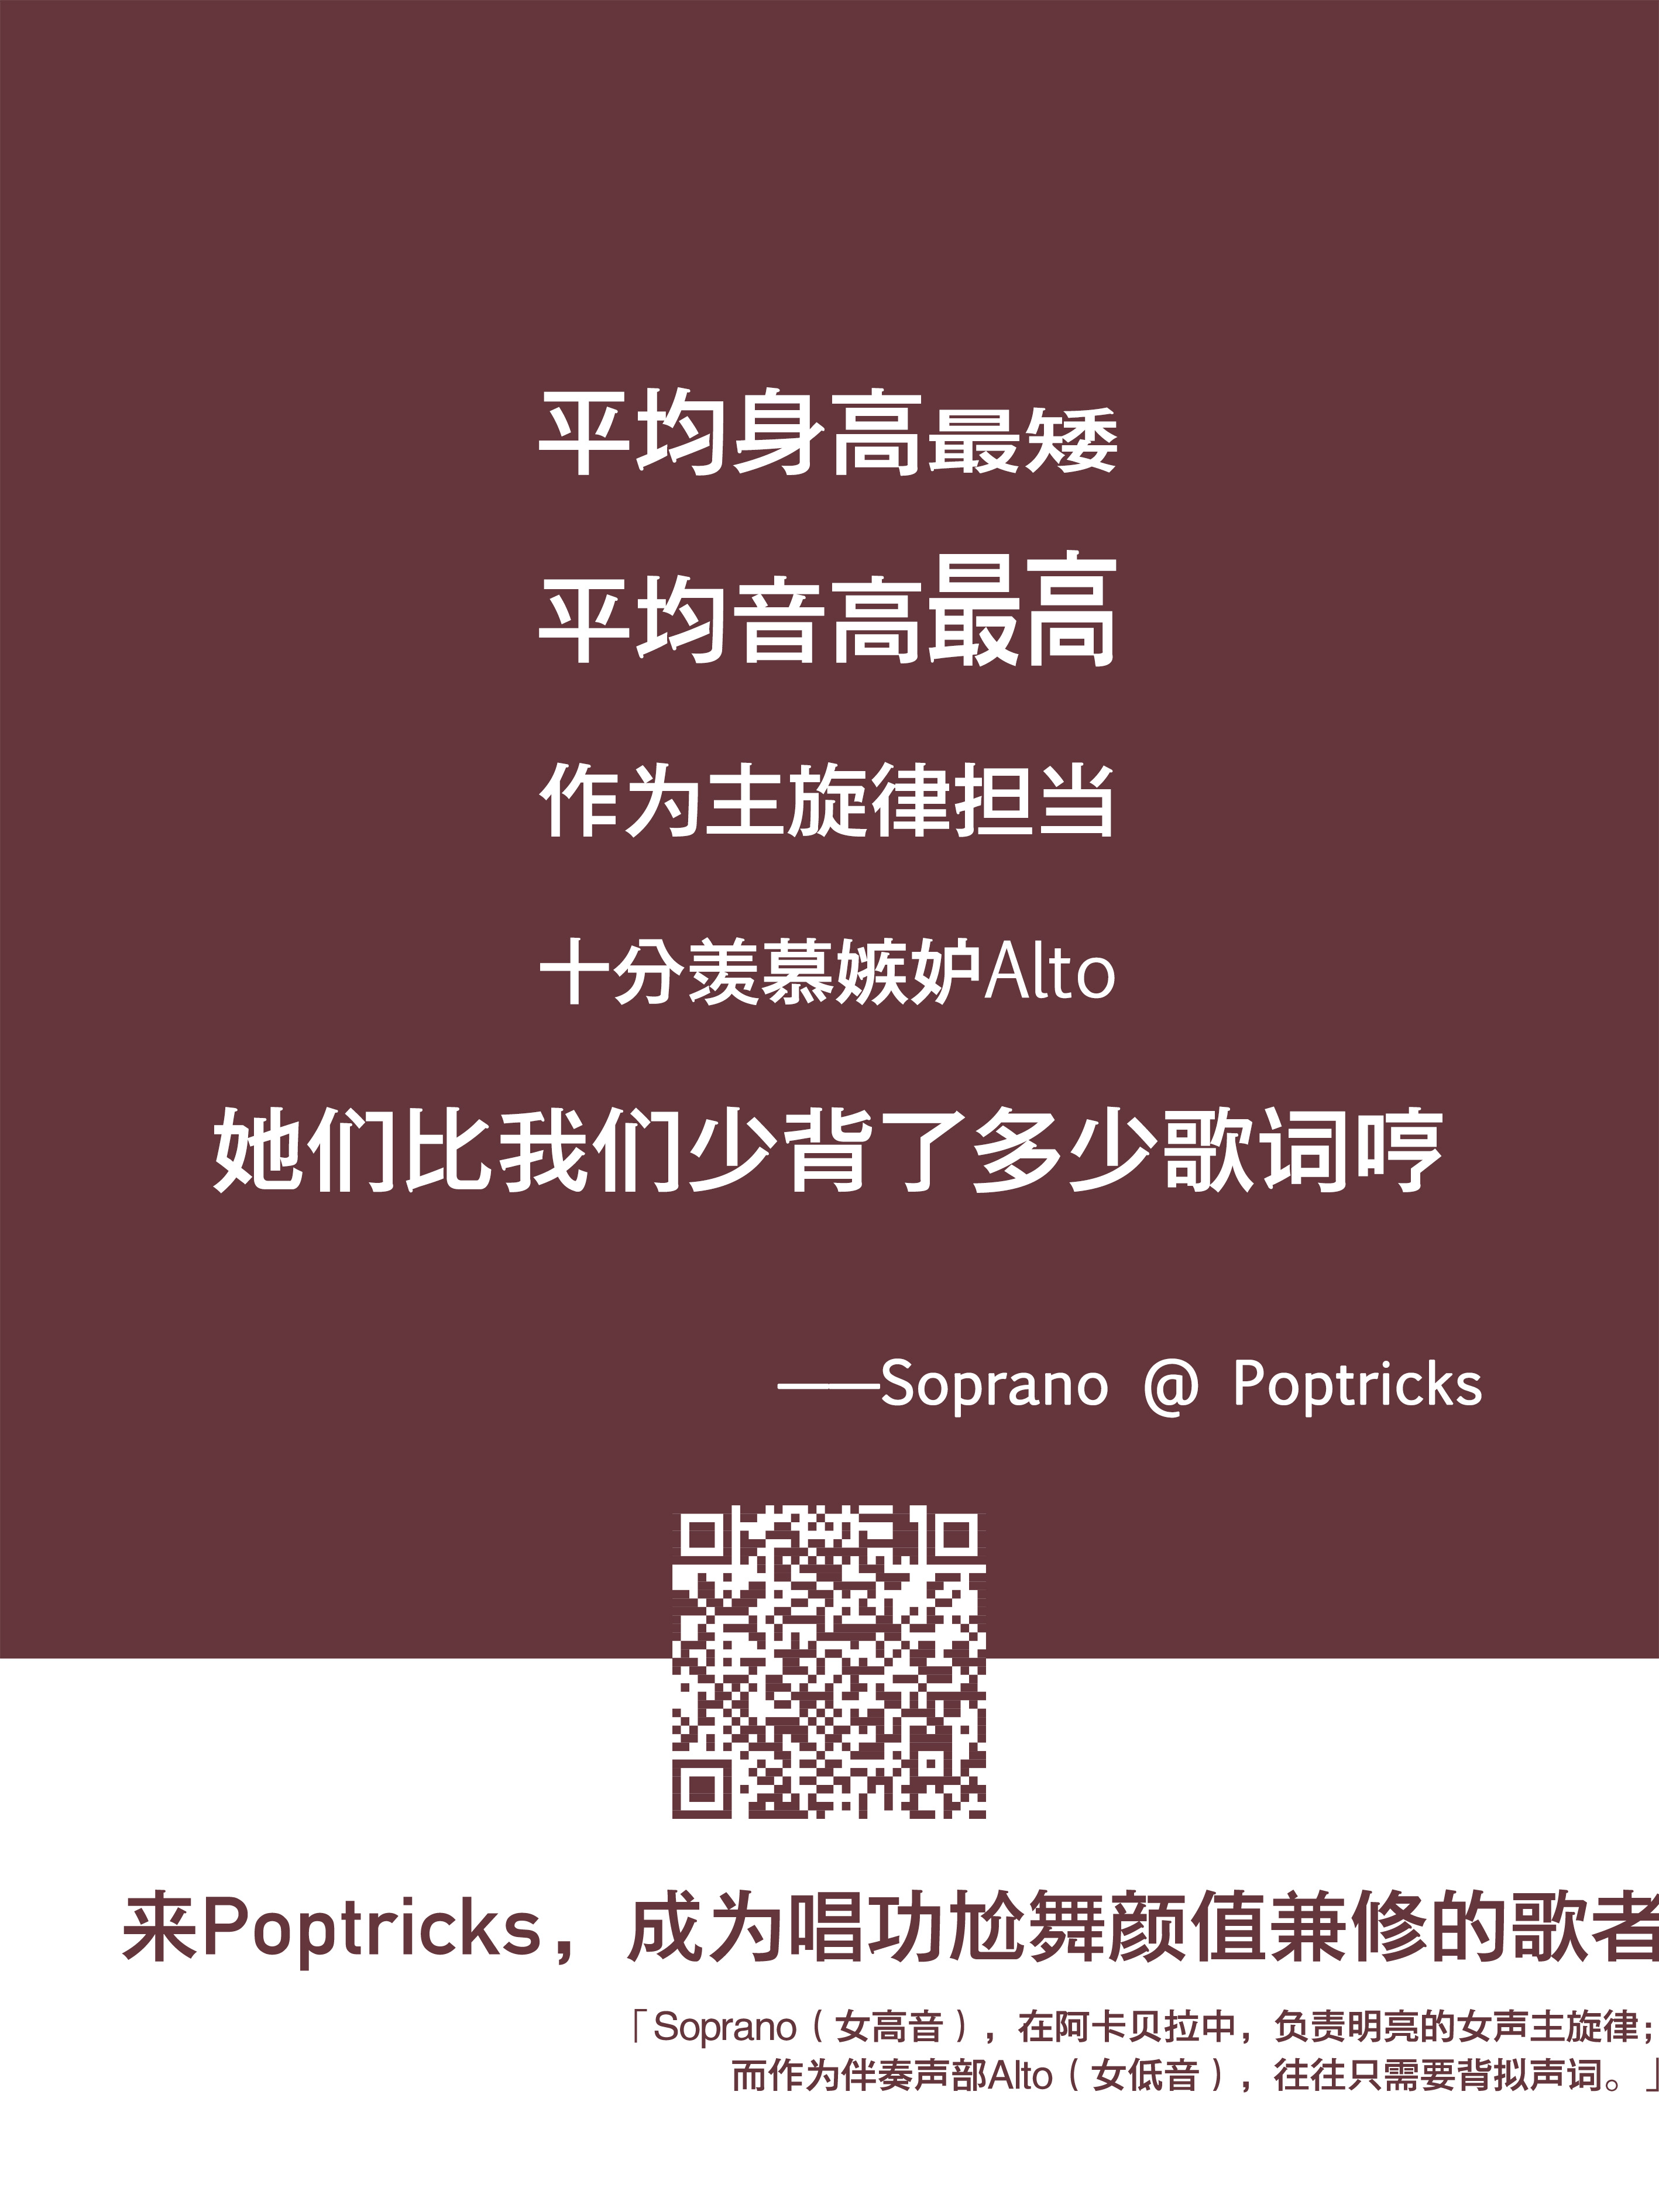 平均身高最矮
平均音高最高
作为主旋律担当
十分羡慕嫉妒Alto
她们比我们少背了多少歌词哼
——Soprano @ Poptricks
来Poptricks，成为唱功尬舞颜值兼修的歌者
「Soprano（女高音），在阿卡贝拉中，负责明亮的女声主旋律；
而作为伴奏声部Alto（女低音），往往只需要背拟声词。」